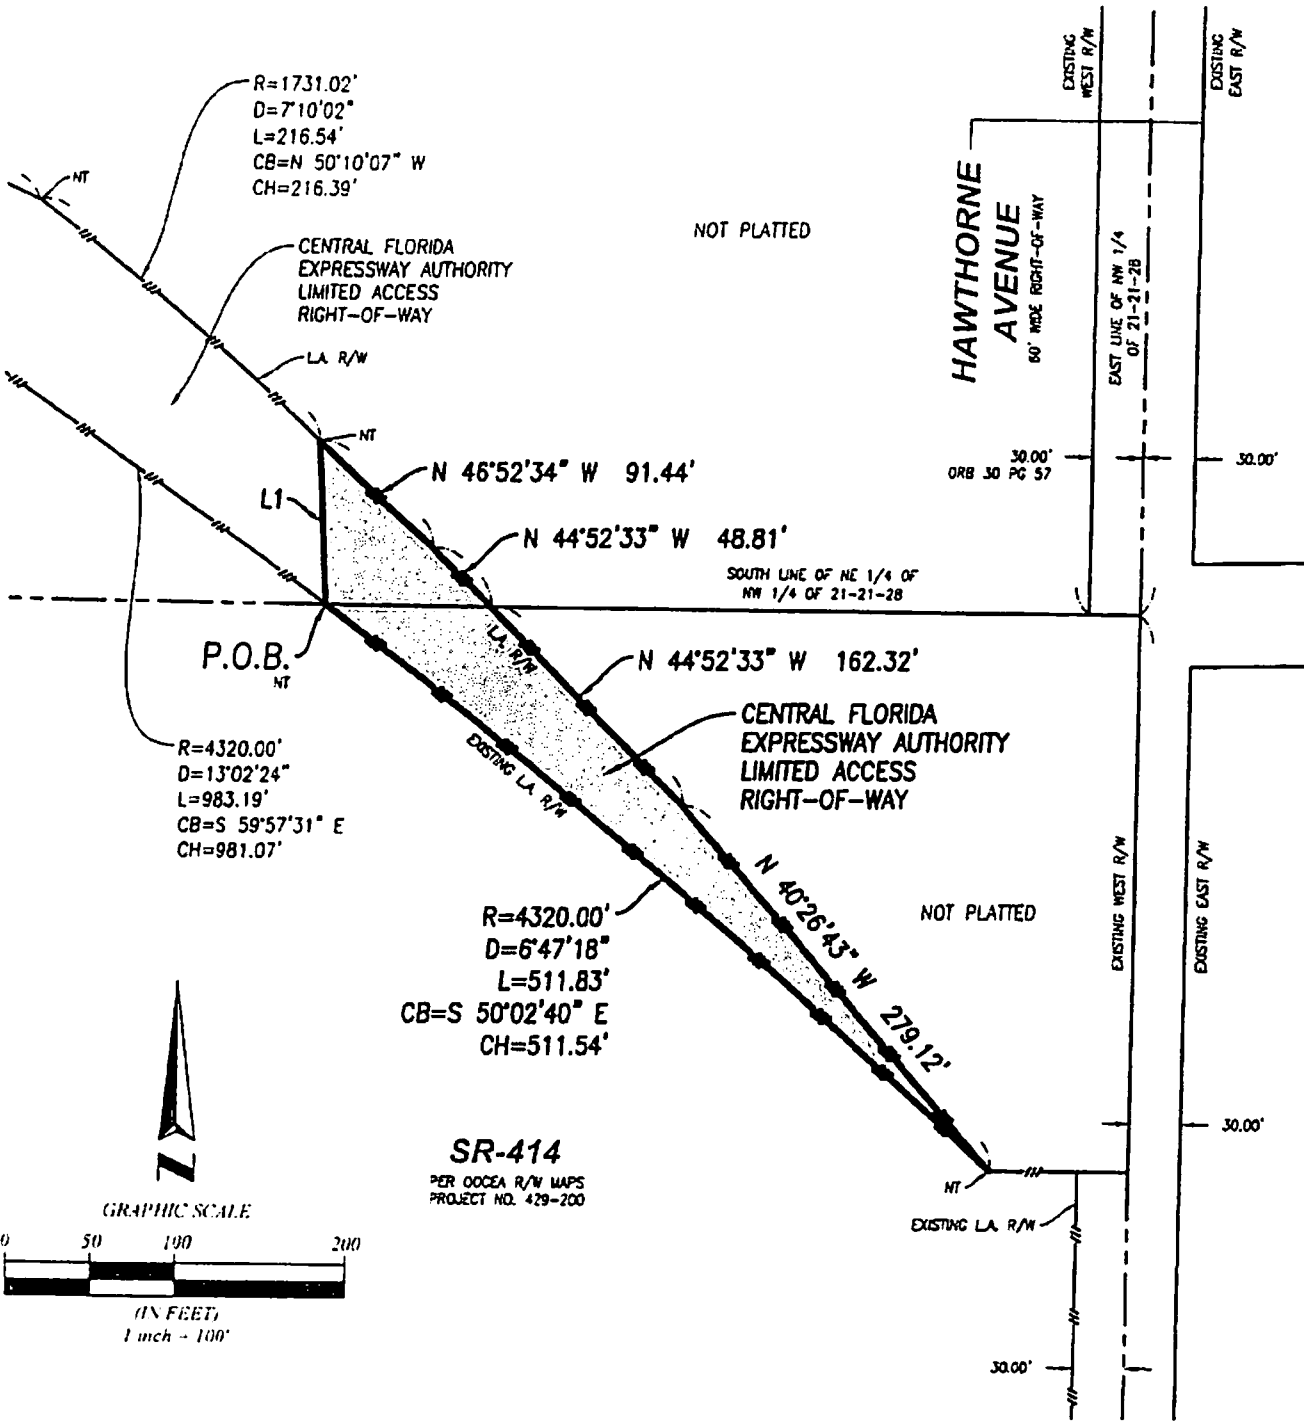 R=1731.02'
D=7°10'02"
L=216.54'
CB=N 50°10'07" W
CH=216.39'
NT
CENTRAL FLORIDA
EXPRESSWAY AUTHORITY
LIMITED ACCESS
RIGHT-OF-WAY
L.A. R/W
NT
NOT PLATTED
EXISTING
WEST R/W
EXISTING
EAST R/W
HAWTHORNE
AVENUE
60' WIDE RIGHT-OF-WAY
EAST LINE OF NW 1/4
OF 21-21-28
30.00'
ORB 30 PG 57
30.00'
N 46°52'34" W 91.44'
L1
N 44°52'33" W 48.81'
SOUTH LINE OF NE 1/4 OF
NW 1/4 OF 21-21-28
P.O.B.
NT
L.A. R/W
N 44°52'33" W 162.32'
CENTRAL FLORIDA
EXPRESSWAY AUTHORITY
LIMITED ACCESS
RIGHT-OF-WAY
EXISTING L.A. R/W
R=4320.00'
D=13°02'24"
L=983.19'
CB=S 59°57'31" E
CH=981.07'
N 40°26'43" W 279.12'
NOT PLATTED
EXISTING WEST R/W
EXISTING EAST R/W
R=4320.00'
D=6°47'18"
L=511.83'
CB=S 50°02'40" E
CH=511.54'
30.00'
SR-414
PER OOCEA R/W MAPS
PROJECT NO. 429-200
NT
EXISTING L.A. R/W
N
GRAPHIC SCALE
0 50 100 200
(IN FEET)
1 inch = 100'
30.00'